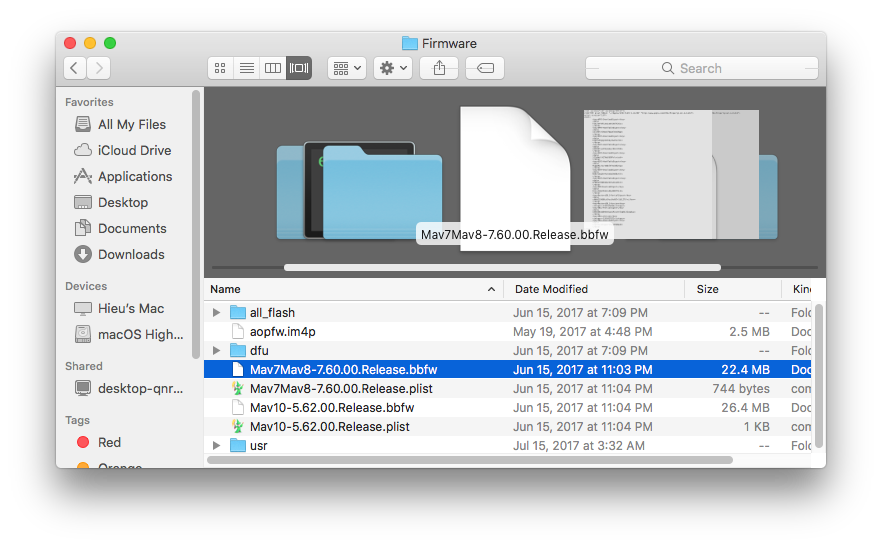 Firmware
Search
Favorites
All My Files
iCloud Drive
Applications
Desktop
Documents
Downloads
Devices
Hieu's Mac
macOS High...
Shared
desktop-qnr...
Tags
Red
Orange
Mav7Mav8-7.60.00.Release.bbfw
Name Date Modified Size Kin
all_flash Jun 15, 2017 at 7:09 PM -- Fol
aopfw.im4p May 19, 2017 at 4:48 PM 2.5 MB Doc
dfu Jun 15, 2017 at 7:09 PM -- Fol
Mav7Mav8-7.60.00.Release.bbfw Jun 15, 2017 at 11:03 PM 22.4 MB Doc
Mav7Mav8-7.60.00.Release.plist Jun 15, 2017 at 11:04 PM 744 bytes com
Mav10-5.62.00.Release.bbfw Jun 15, 2017 at 11:04 PM 26.4 MB Doc
Mav10-5.62.00.Release.plist Jun 15, 2017 at 11:04 PM 1 KB com
usr Jul 15, 2017 at 3:32 AM -- Fol